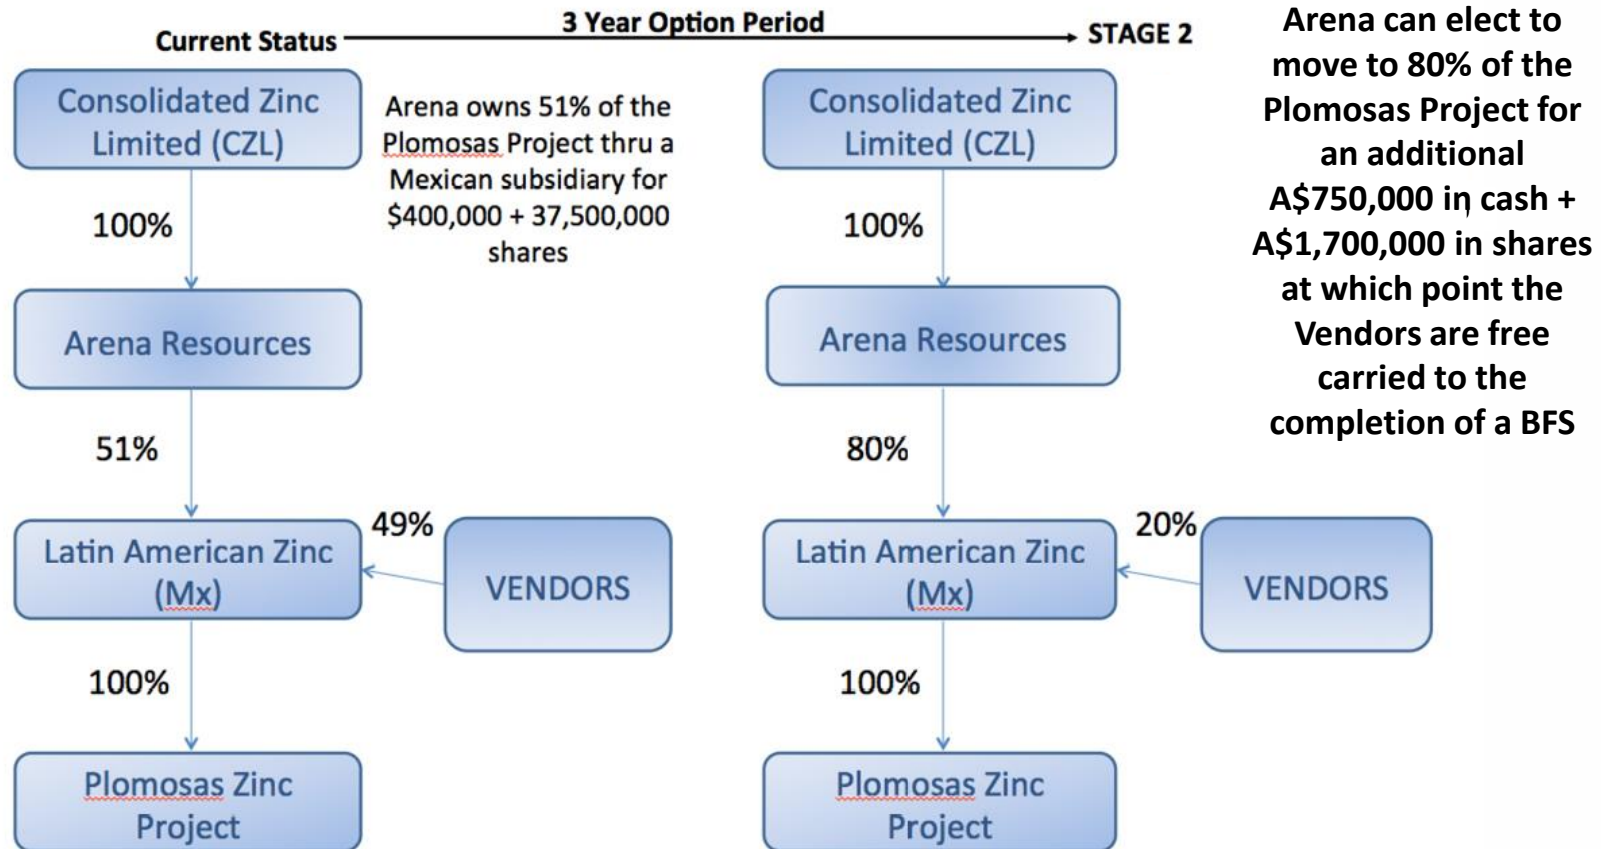 3 Year Option Period
Current Status
STAGE 2
Consolidated Zinc
Limited (CZL)
Arena owns 51% of the
Plomosas Project thru a
Mexican subsidiary for
$400,000 + 37,500,000
shares
100%
Arena Resources
51%
49%
Latin American Zinc
(Mx)
VENDORS
100%
Plomosas Zinc
Project
Consolidated Zinc
Limited (CZL)
100%
Arena Resources
80%
20%
Latin American Zinc
(Mx)
VENDORS
100%
Plomosas Zinc
Project
Arena can elect to
move to 80% of the
Plomosas Project for
an additional
A$750,000 in cash +
A$1,700,000 in shares
at which point the
Vendors are free
carried to the
completion of a BFS